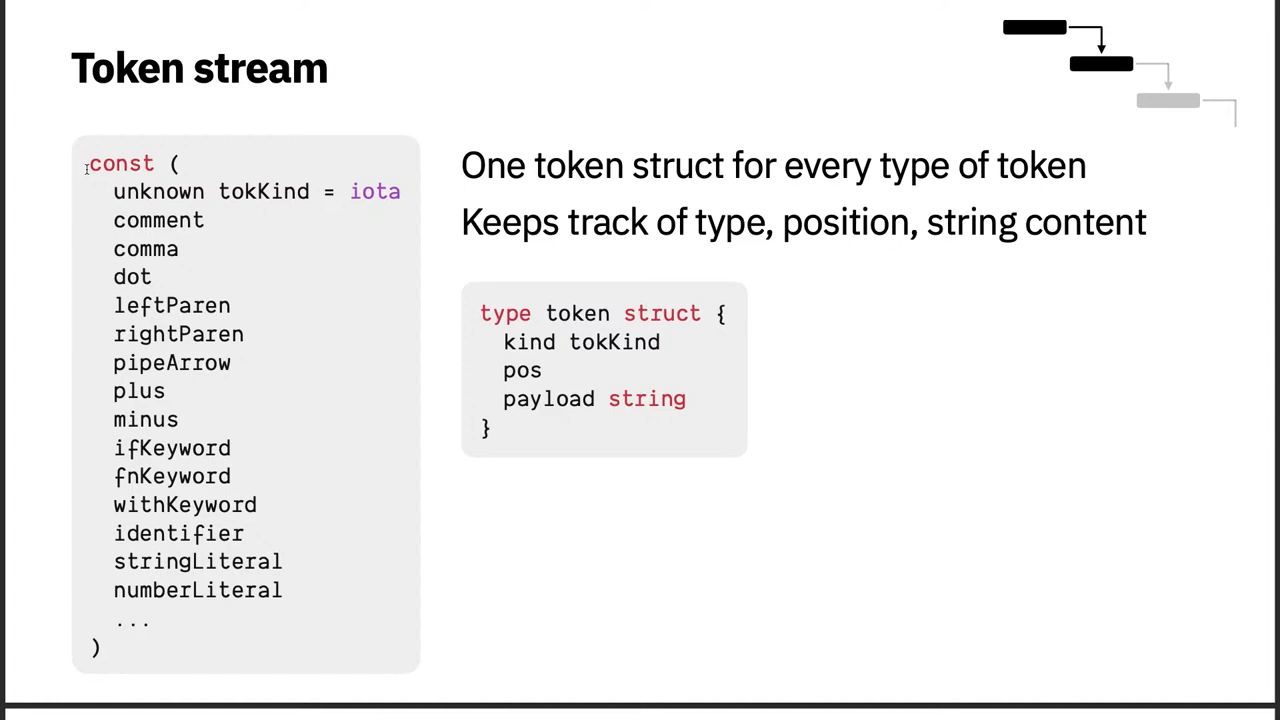 Token stream
const (
unknown tokKind = iota
comment
comma
dot
leftParen
rightParen
pipeArrow
plus
minus
ifKeyword
fnKeyword
withKeyword
identifier
stringLiteral
numberLiteral
...
)
One token struct for every type of token
Keeps track of type, position, string content
type token struct {
kind tokKind
pos
payload string
}